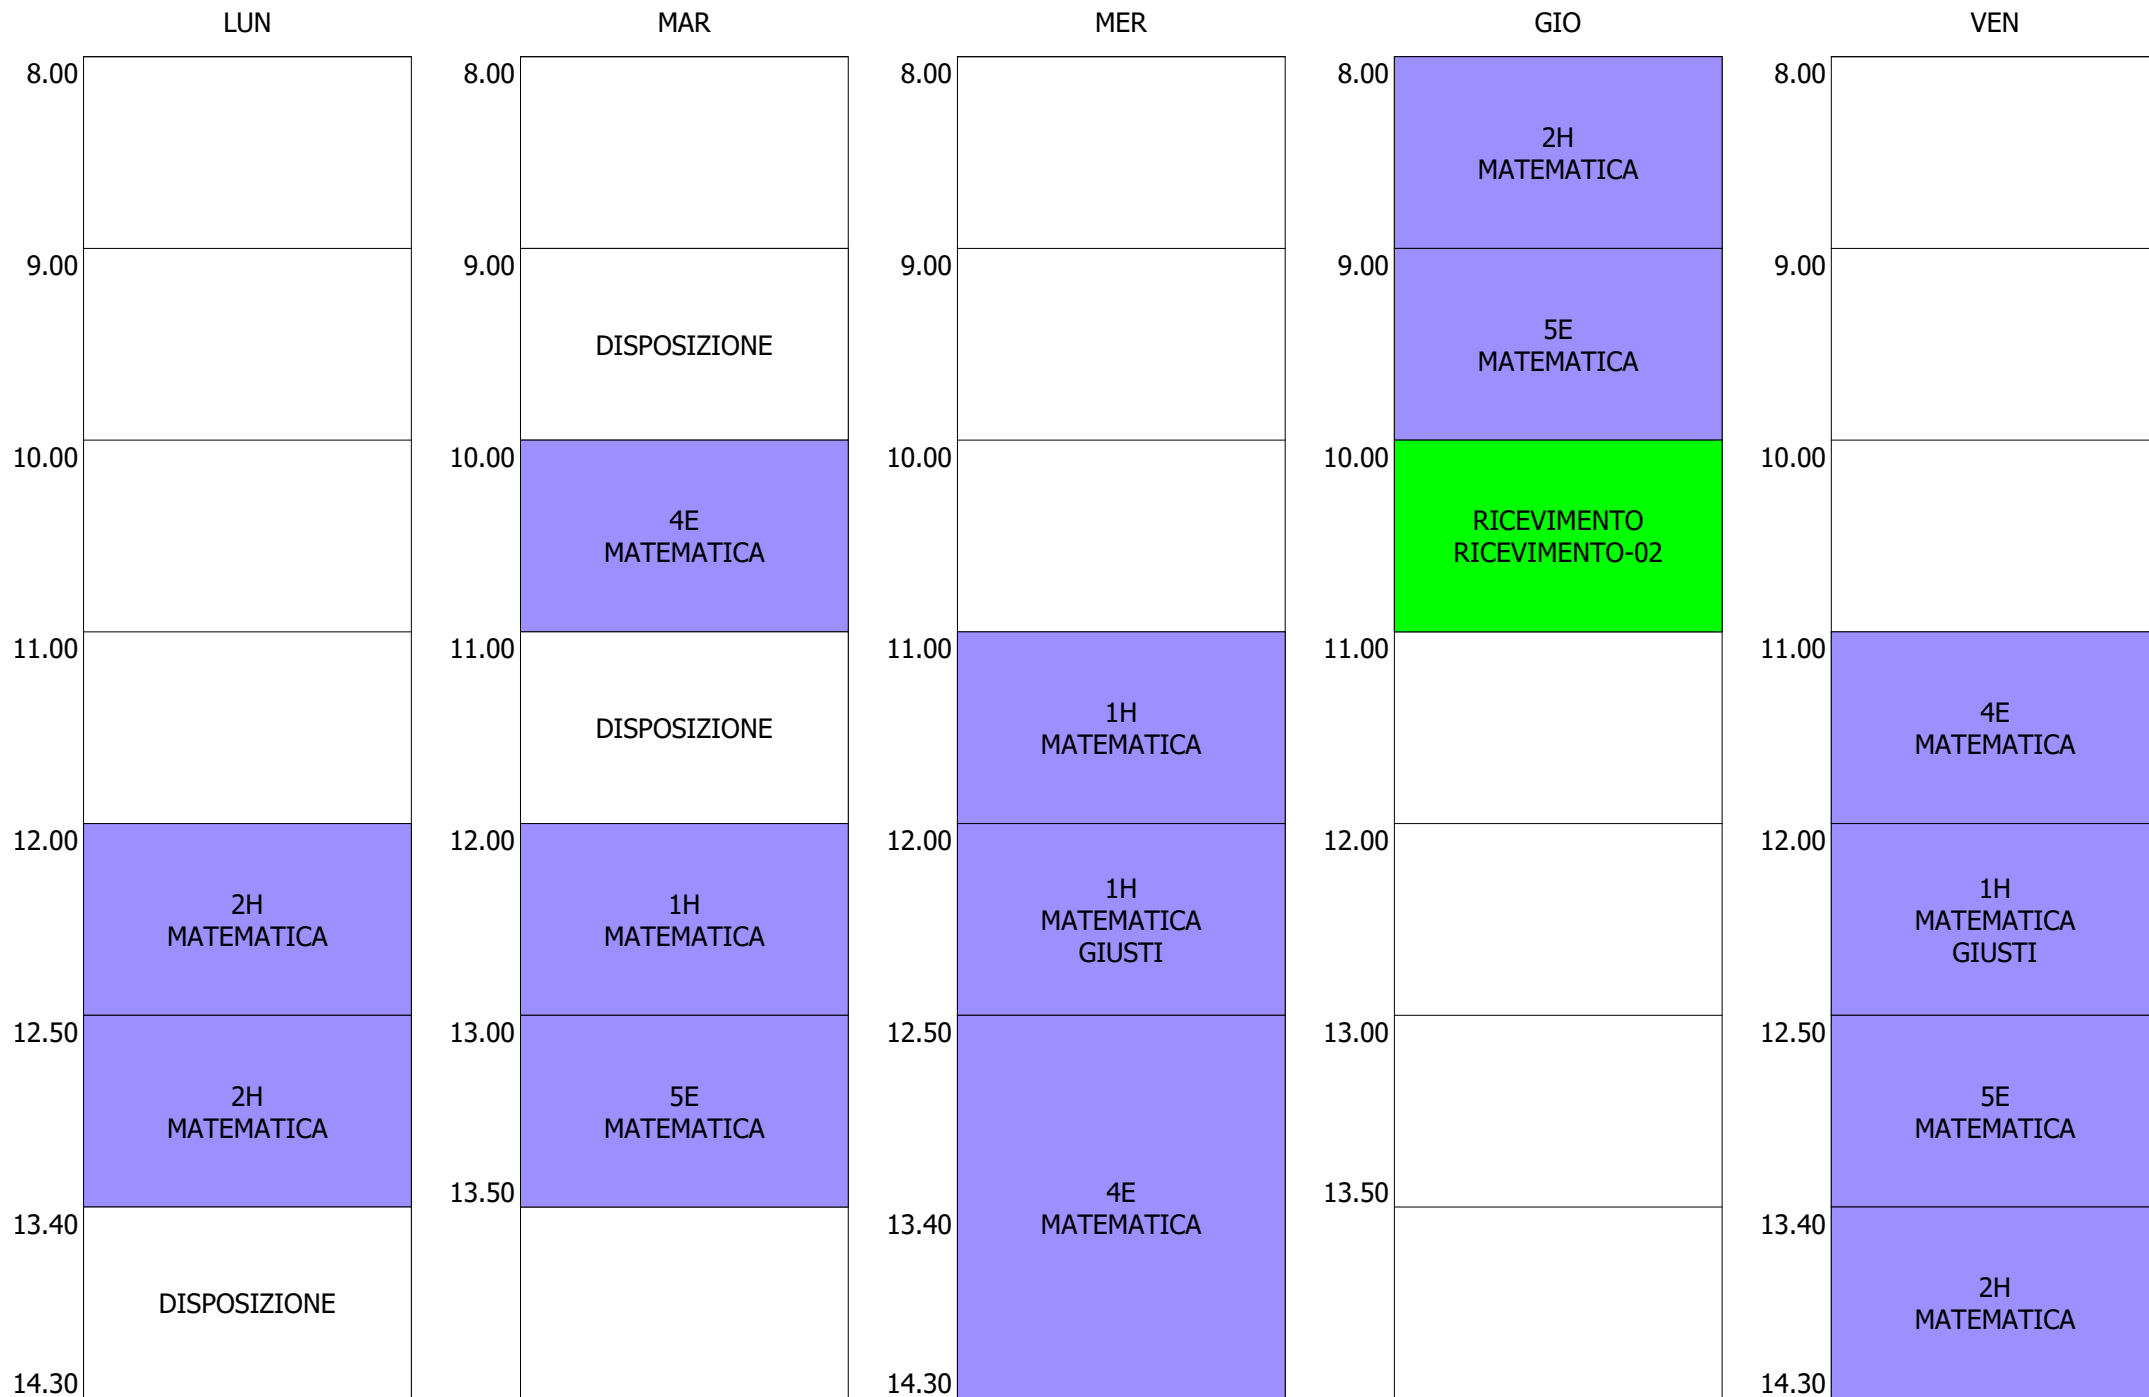 LUN MAR MER GIO VEN
8.00 8.00 8.00 8.00 8.00
2H
MATEMATICA
9.00 9.00 9.00 9.00 9.00
DISPOSIZIONE
5E
MATEMATICA
10.00 10.00 10.00 10.00 10.00
4E
MATEMATICA
RICEVIMENTO
RICEVIMENTO-02
11.00 11.00 11.00 11.00 11.00
DISPOSIZIONE
1H
MATEMATICA
4E
MATEMATICA
12.00 12.00 12.00 12.00 12.00
2H
MATEMATICA
1H
MATEMATICA
1H
MATEMATICA
GIUSTI
1H
MATEMATICA
GIUSTI
12.50 13.00 12.50 13.00 12.50
2H
MATEMATICA
5E
MATEMATICA
4E
MATEMATICA
5E
MATEMATICA
13.40 13.50 13.40 13.50 13.40
DISPOSIZIONE
2H
MATEMATICA
14.30 14.30 14.30